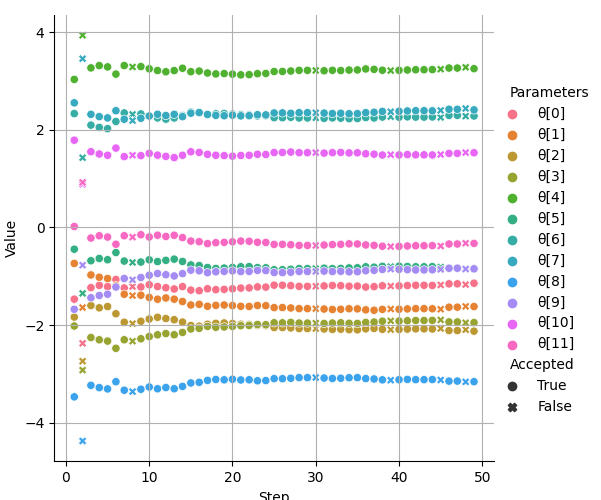 4
2
0
−2
−4
Value
0
10
20
30
40
50
Step
Parameters
θ[0]
θ[1]
θ[2]
θ[3]
θ[4]
θ[5]
θ[6]
θ[7]
θ[8]
θ[9]
θ[10]
θ[11]
Accepted
True
False